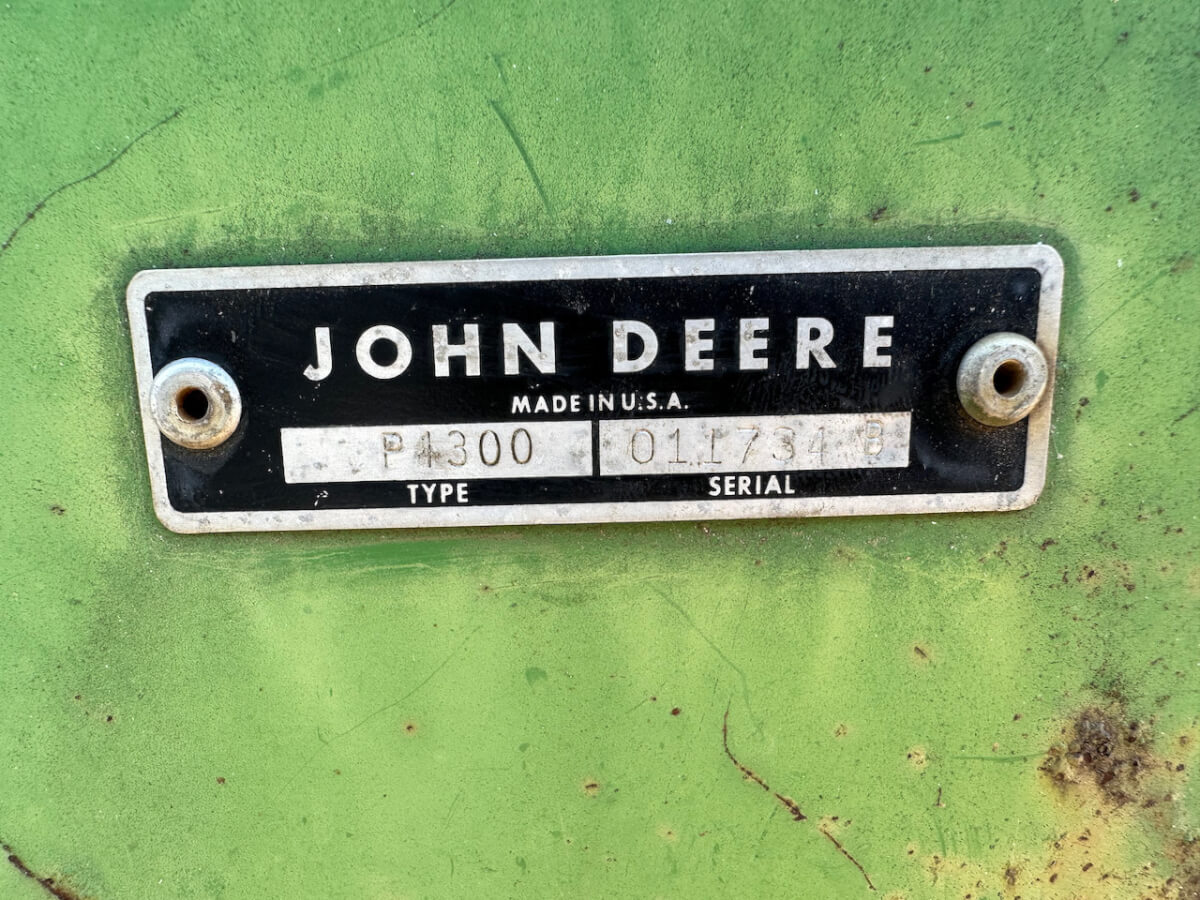 JOHN DEERE
MADE IN U.S.A.
P4300 011734 B
TYPE SERIAL